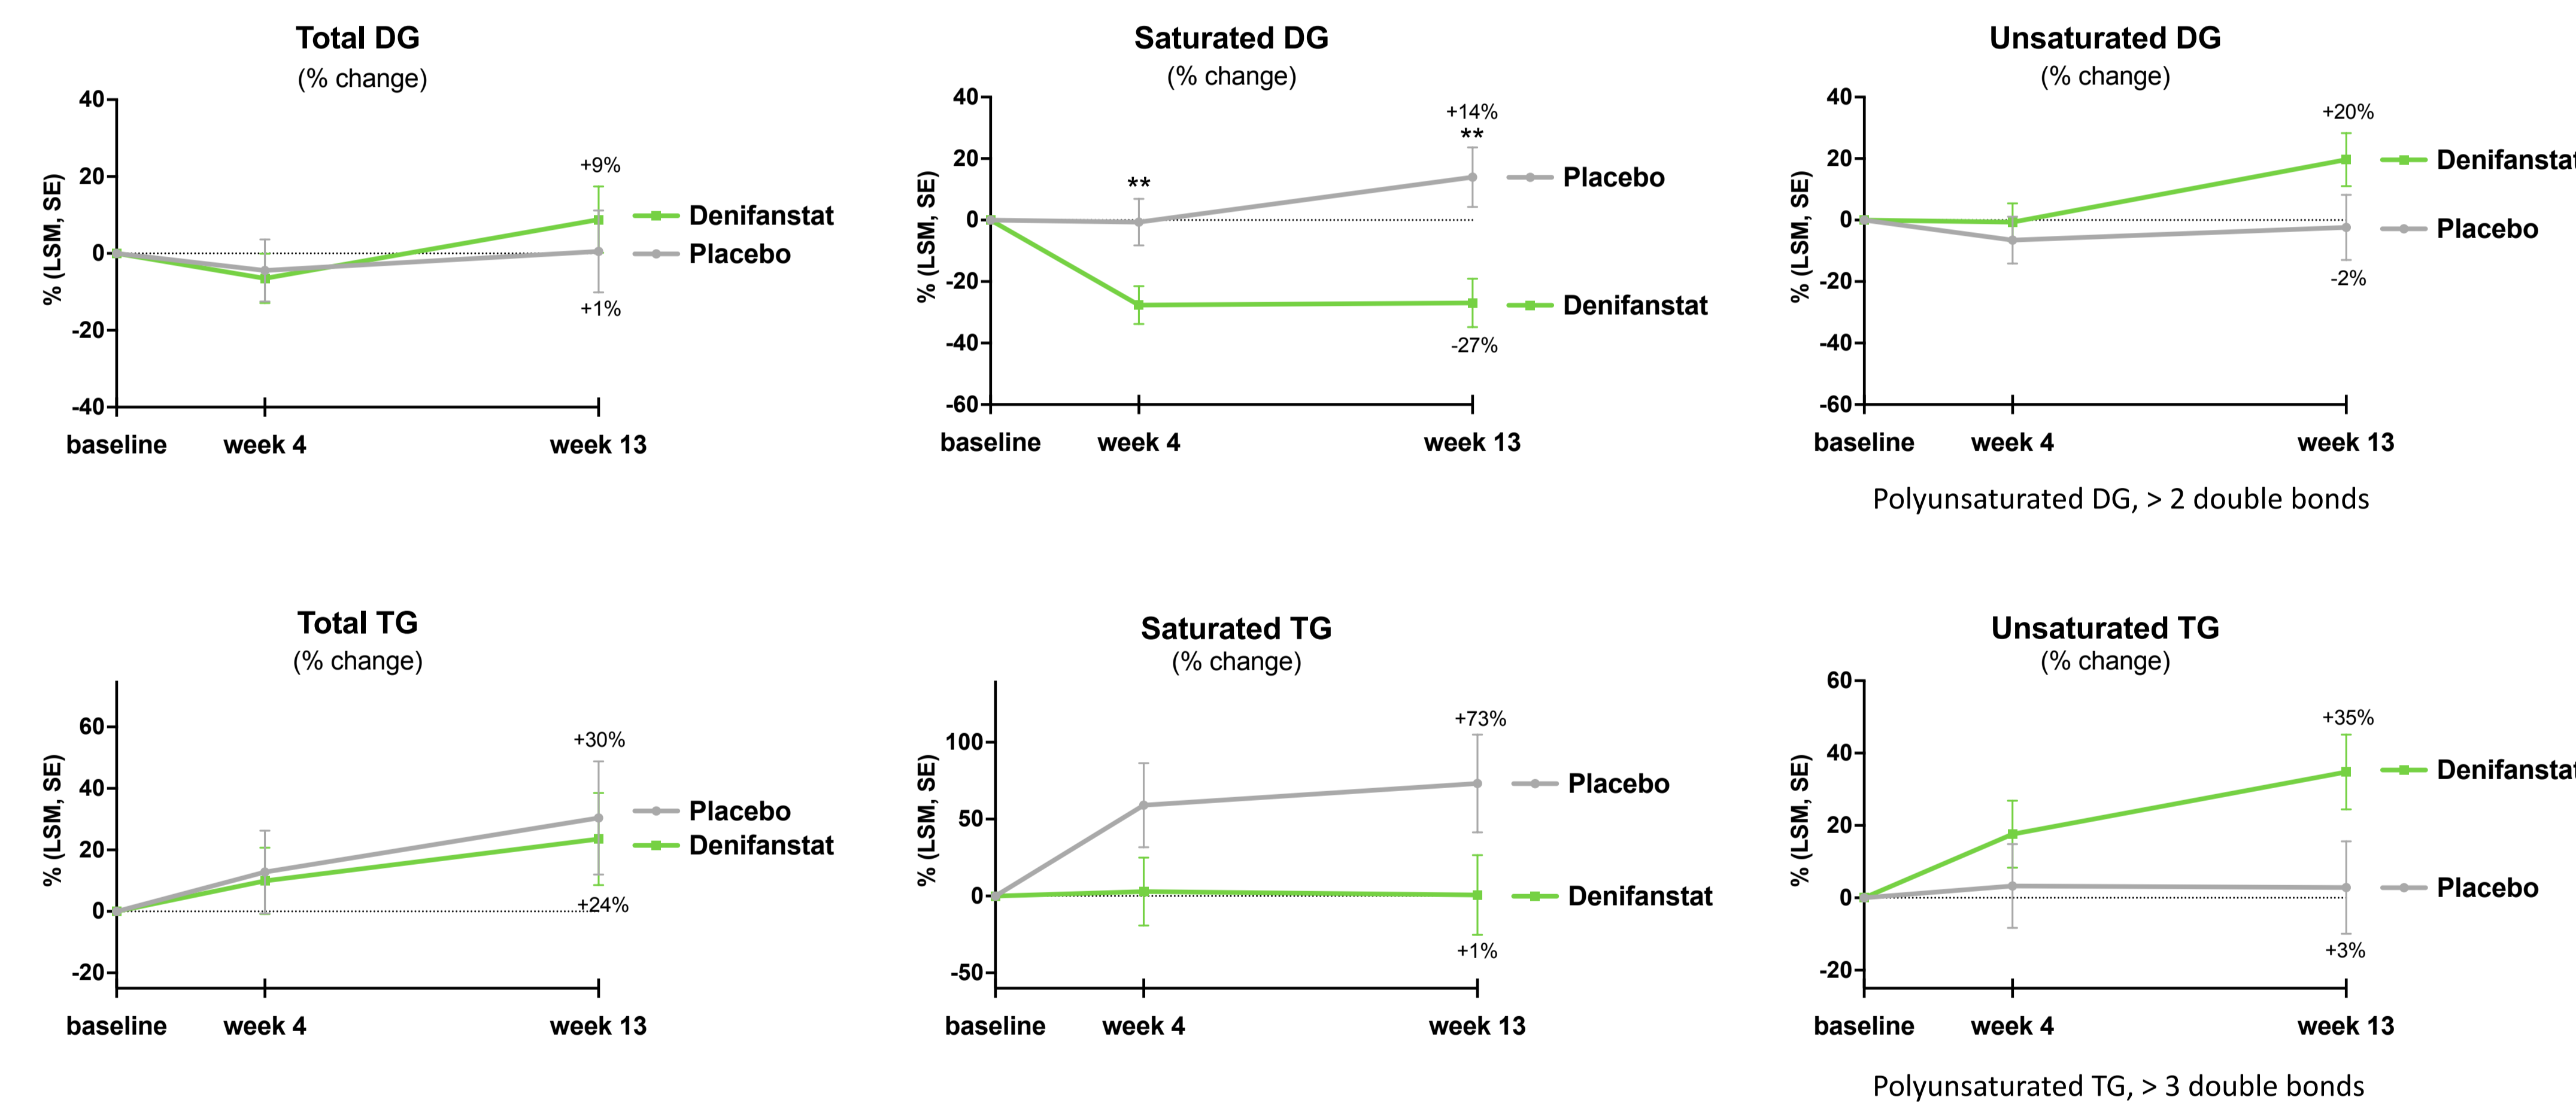 Total DG
(% change)
% (LSM, SE)
40
20
0
-20
-40
baseline
week 4
week 13
+9%
+1%
Denifanstat
Placebo
Saturated DG
(% change)
% (LSM, SE)
40
20
0
-20
-40
-60
baseline
week 4
week 13
**
+14%
**
-27%
Placebo
Denifanstat
Unsaturated DG
(% change)
% (LSM, SE)
40
20
0
-20
-40
-60
baseline
week 4
week 13
+20%
-2%
Denifanstat
Placebo
Polyunsaturated DG, > 2 double bonds
Total TG
(% change)
% (LSM, SE)
60
40
20
0
-20
baseline
week 4
week 13
+30%
+24%
Placebo
Denifanstat
Saturated TG
(% change)
% (LSM, SE)
100
50
0
-50
baseline
week 4
week 13
+73%
+1%
Placebo
Denifanstat
Unsaturated TG
(% change)
% (LSM, SE)
60
40
20
0
-20
baseline
week 4
week 13
+35%
+3%
Denifanstat
Placebo
Polyunsaturated TG, > 3 double bonds